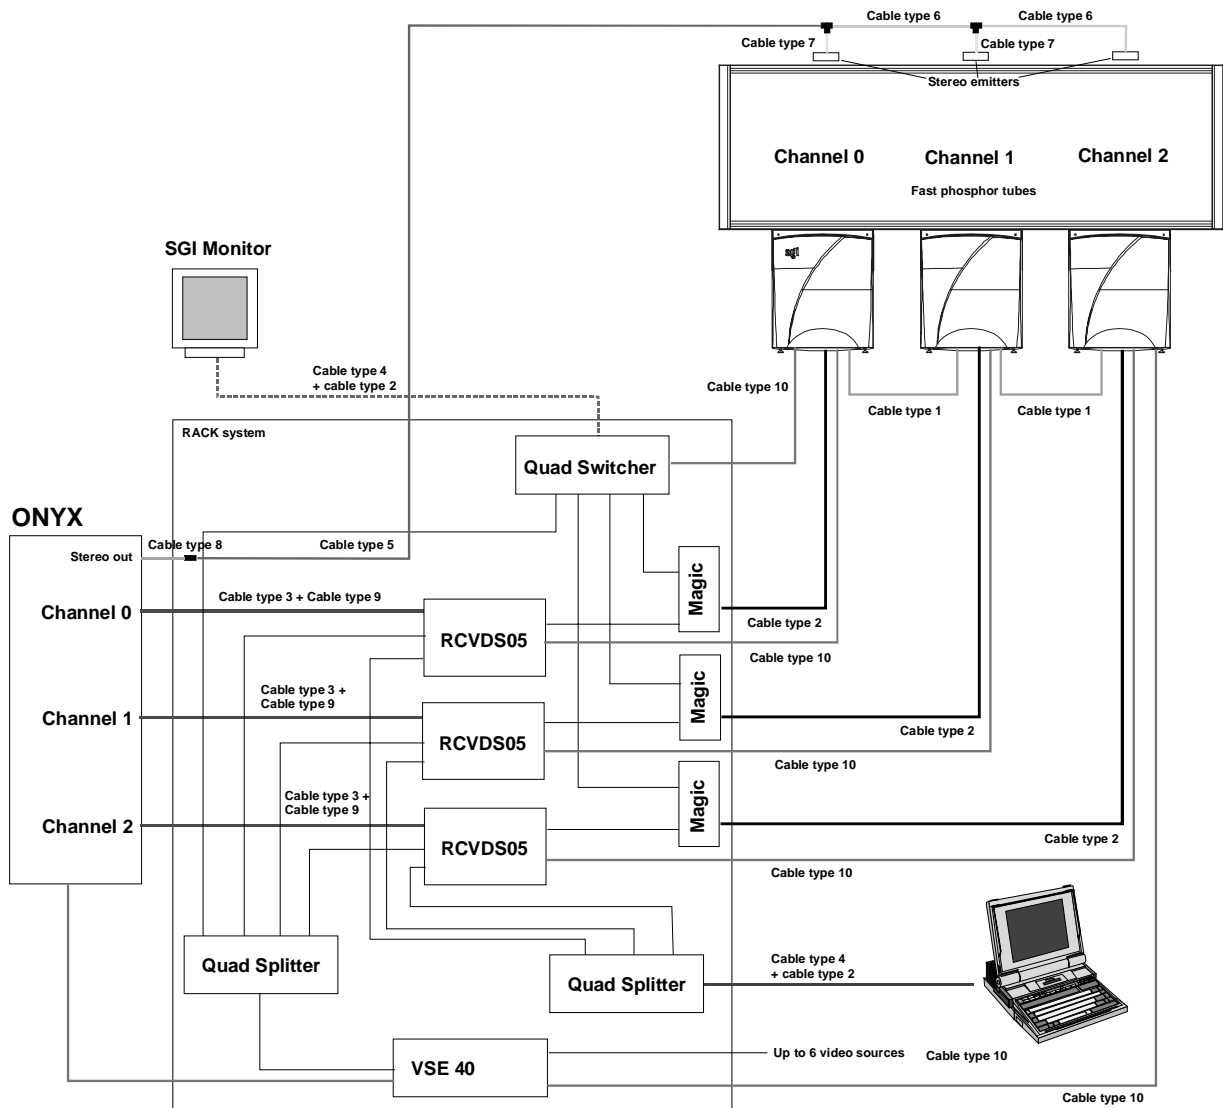 Cable type 6
Cable type 6
Cable type 7
Cable type 7
Stereo emitters
Channel 0
Channel 1
Channel 2
Fast phosphor tubes
sgi
SGI Monitor
Cable type 4
+ cable type 2
Cable type 10
Cable type 1
Cable type 1
RACK system
Quad Switcher
ONYX
Stereo out
Cable type 8
Cable type 5
Channel 0
Cable type 3 + Cable type 9
RCVDS05
Magic
Cable type 2
Cable type 10
Channel 1
Cable type 3 +
Cable type 9
RCVDS05
Magic
Cable type 2
Cable type 10
Channel 2
Cable type 3 +
Cable type 9
RCVDS05
Magic
Cable type 2
Cable type 10
Quad Splitter
Quad Splitter
Cable type 4
+ cable type 2
VSE 40
Up to 6 video sources
Cable type 10
Cable type 10